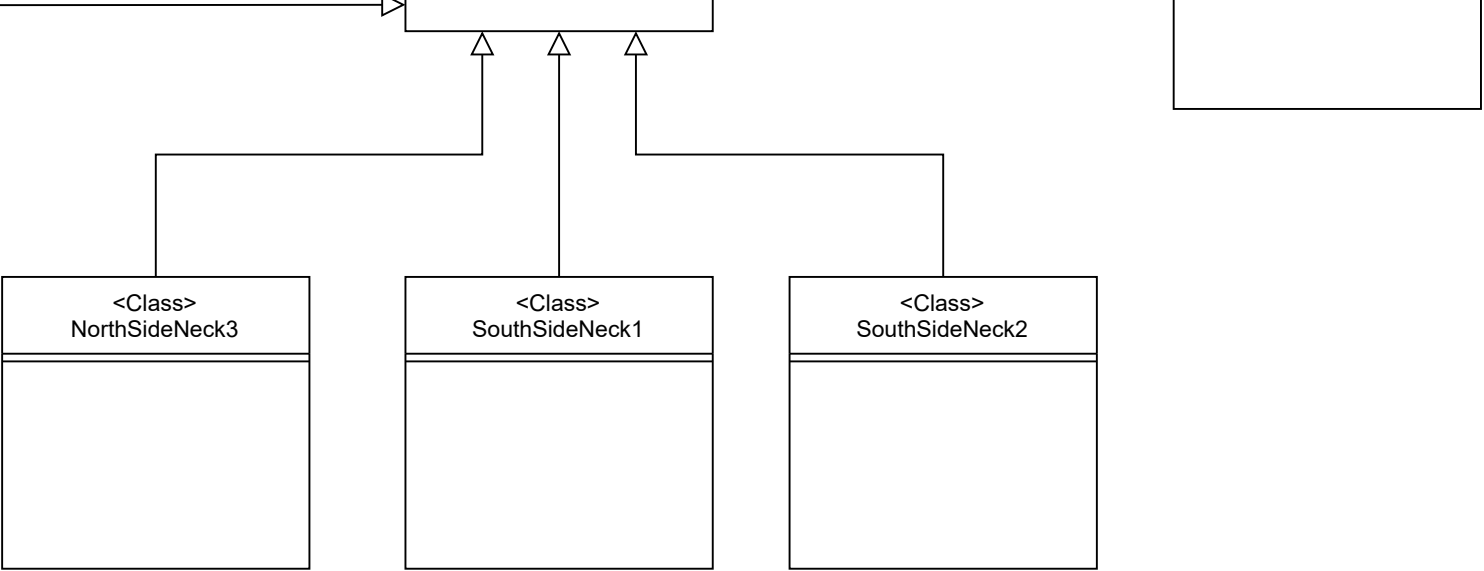 <Class>
NorthSideNeck3
<Class>
SouthSideNeck1
<Class>
SouthSideNeck2